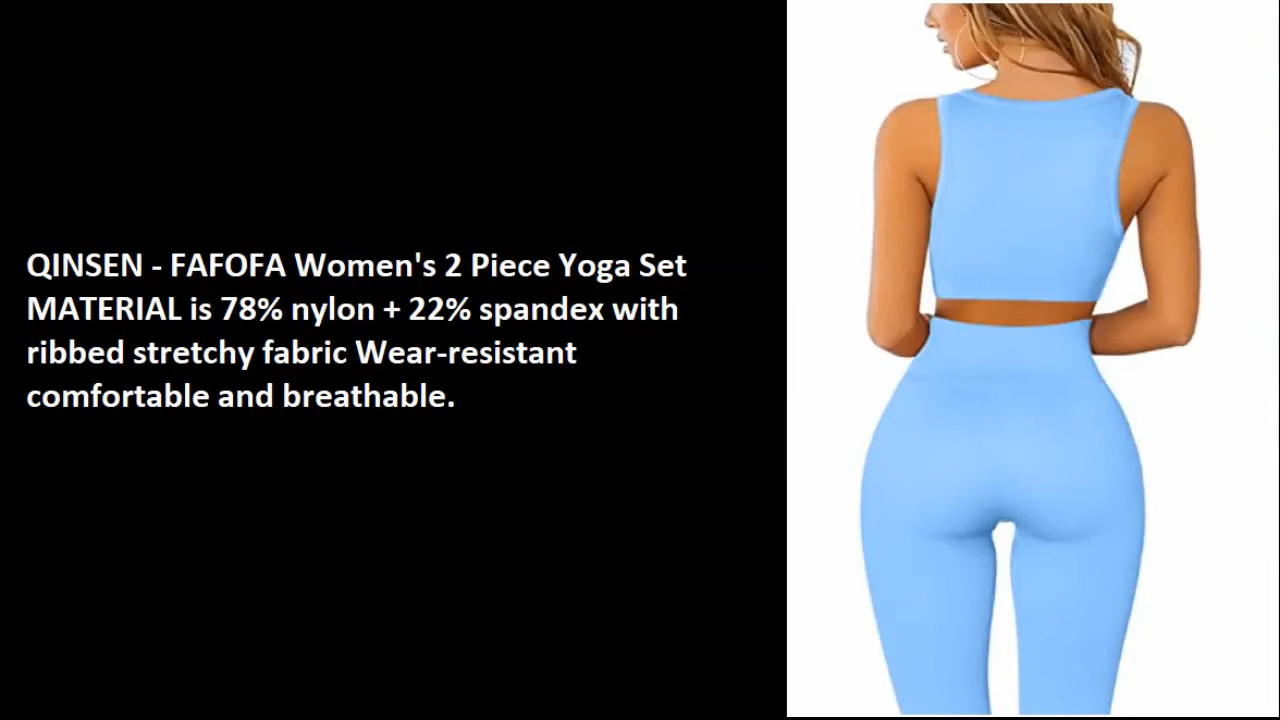 QINSEN - FAFOFA Women's 2 Piece Yoga Set
MATERIAL is 78% nylon + 22% spandex with
ribbed stretchy fabric Wear-resistant
comfortable and breathable.